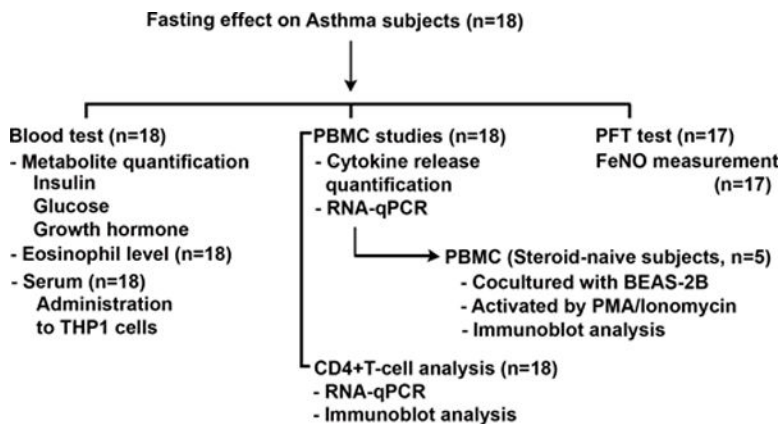 Fasting effect on Asthma subjects (n=18)
Blood test (n=18)
- Metabolite quantification
Insulin
Glucose
Growth hormone
- Eosinophil level (n=18)
- Serum (n=18)
Administration
to THP1 cells
PBMC studies (n=18)
- Cytokine release
quantification
- RNA-qPCR
PBMC (Steroid-naive subjects, n=5)
- Cocultured with BEAS-2B
- Activated by PMA/Ionomycin
- Immunoblot analysis
CD4+T-cell analysis (n=18)
- RNA-qPCR
- Immunoblot analysis
PFT test (n=17)
FeNO measurement
(n=17)